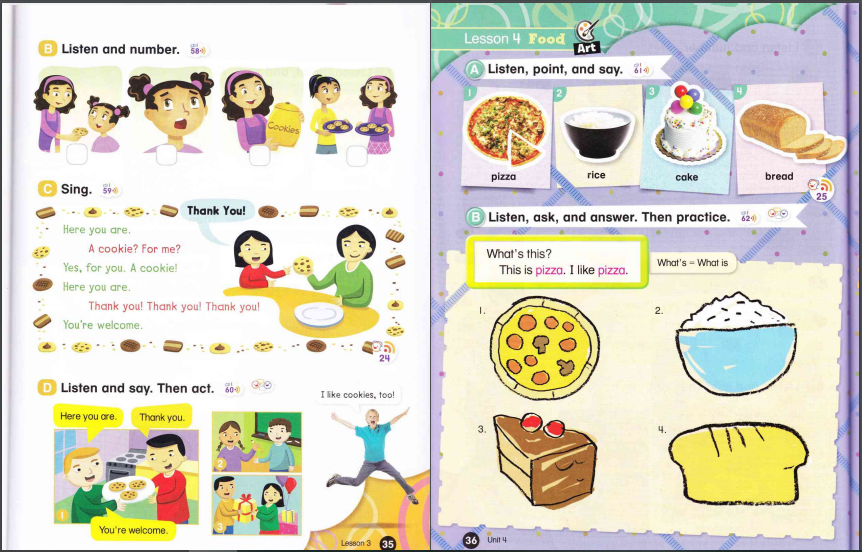 B Listen and number. 58
Cookies
C Sing. 59
Thank You!
Here you are.
A cookie? For me?
Yes, for you. A cookie!
Here you are.
Thank you! Thank you! Thank you!
You're welcome.
24
D Listen and say. Then act. 60
I like cookies, too!
Here you are.
Thank you.
1
You're welcome.
2
3
Lesson 3 35
Lesson 4 Food
Art
A Listen, point, and say. 61
1
2
3
4
pizza
rice
cake
bread
25
B Listen, ask, and answer. Then practice. 62
What's this?
This is pizza. I like pizza.
What's = What is
1.
2.
3.
4.
36 Unit 4